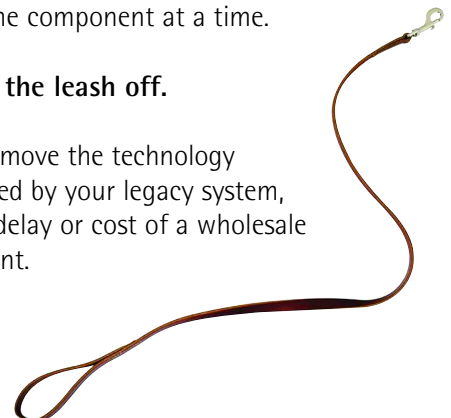 ne component at a time.
the leash off.
move the technology
ed by your legacy system,
delay or cost of a wholesale
nt.